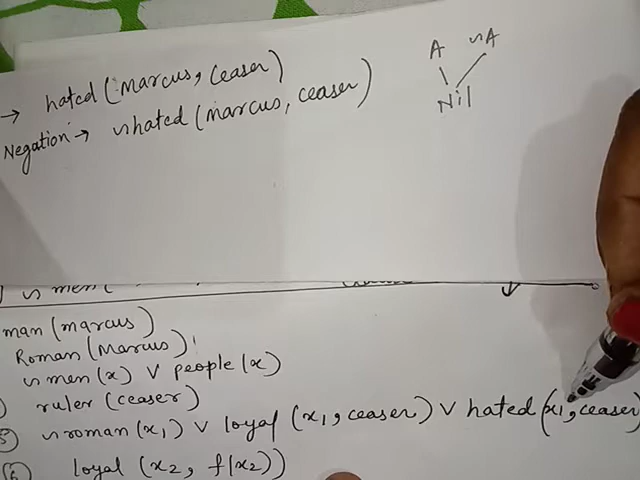 → hated (marcus, ceaser)
Negation → ~hated (marcus, ceaser)
A ~A
Nil
~ men (
man (marcus)
Roman (Marcus)
~men (x) V people (x)
ruler (ceaser)
5 ~roman (x1) V loyal (x1, ceaser) V hated (x1, ceaser)
6 loyal (x2, f(x2))